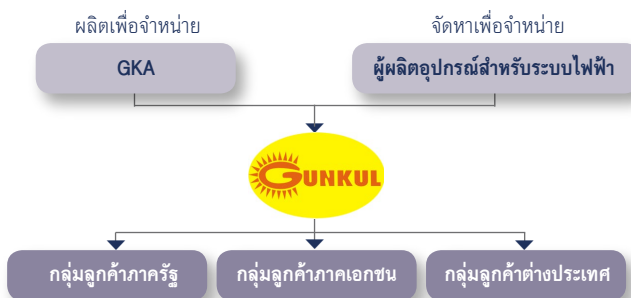 ผลิตเพื่อจำหน่าย
จัดหาเพื่อจำหน่าย
GKA
ผู้ผลิตอุปกรณ์สำหรับระบบไฟฟ้า
GUNKUL
กลุ่มลูกค้าภาครัฐ
กลุ่มลูกค้าภาคเอกชน
กลุ่มลูกค้าต่างประเทศ